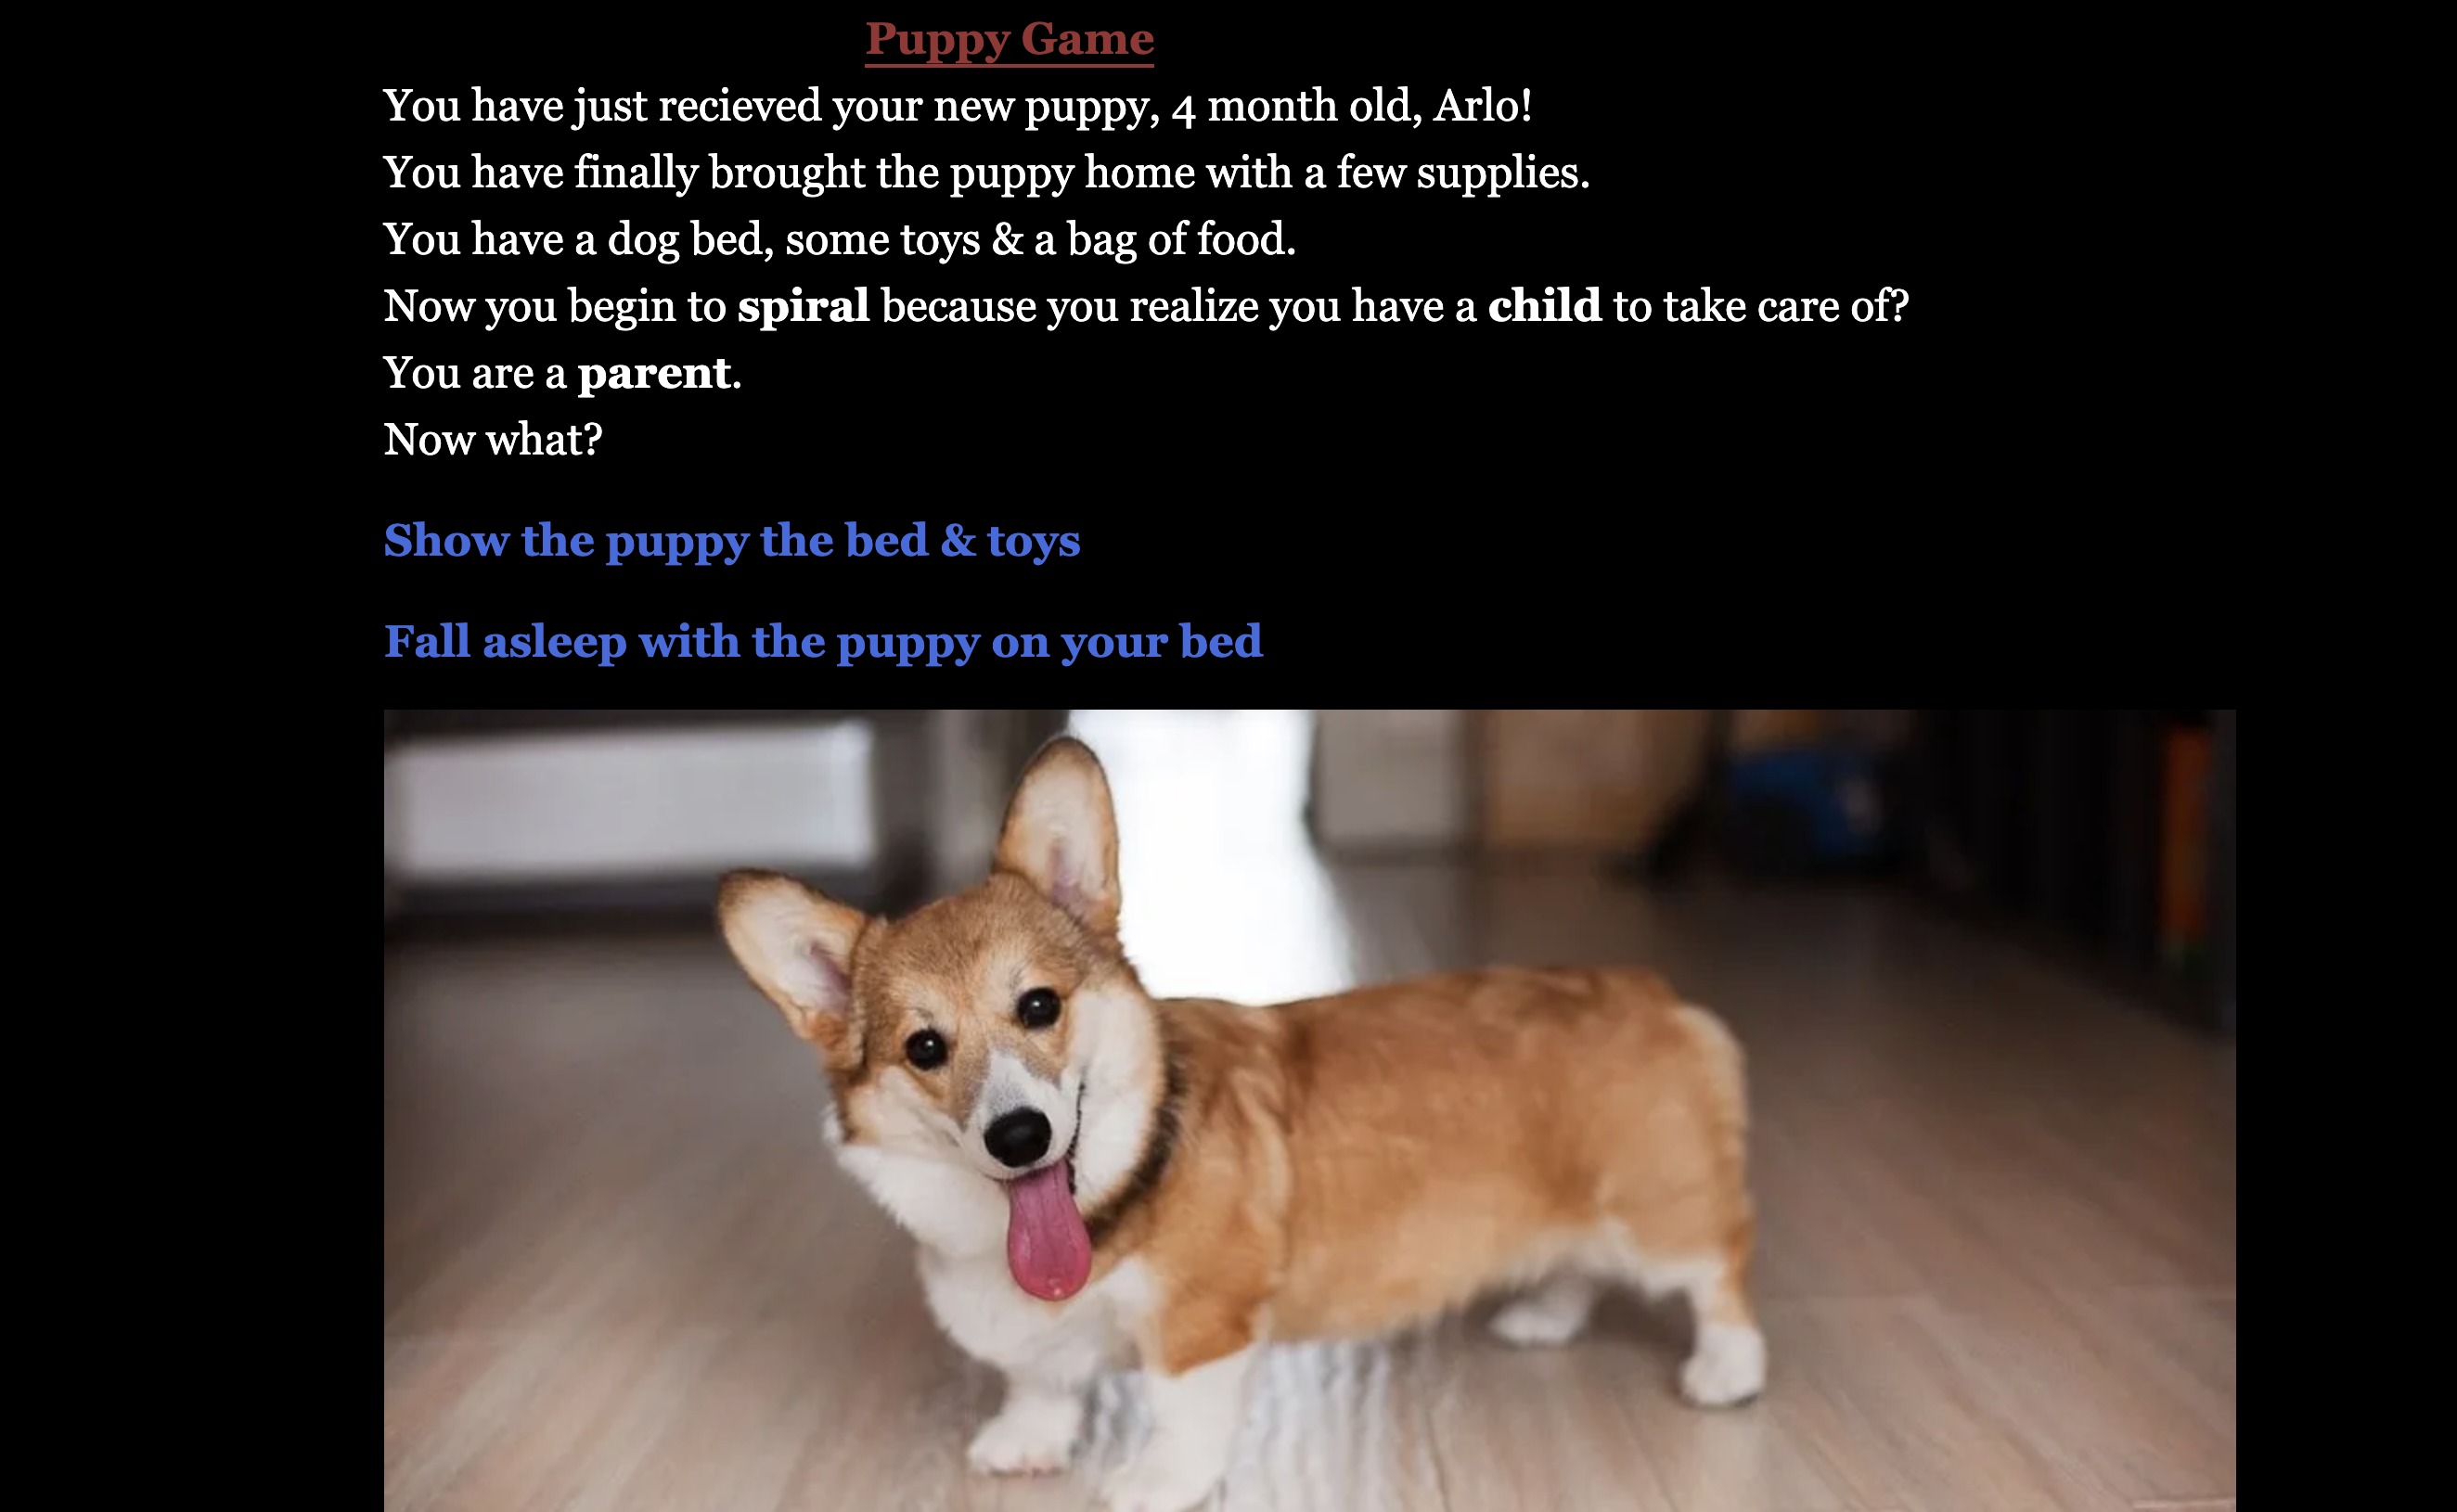 Puppy Game
You have just recieved your new puppy, 4 month old, Arlo!
You have finally brought the puppy home with a few supplies.
You have a dog bed, some toys & a bag of food.
Now you begin to spiral because you realize you have a child to take care of?
You are a parent.
Now what?
Show the puppy the bed & toys
Fall asleep with the puppy on your bed